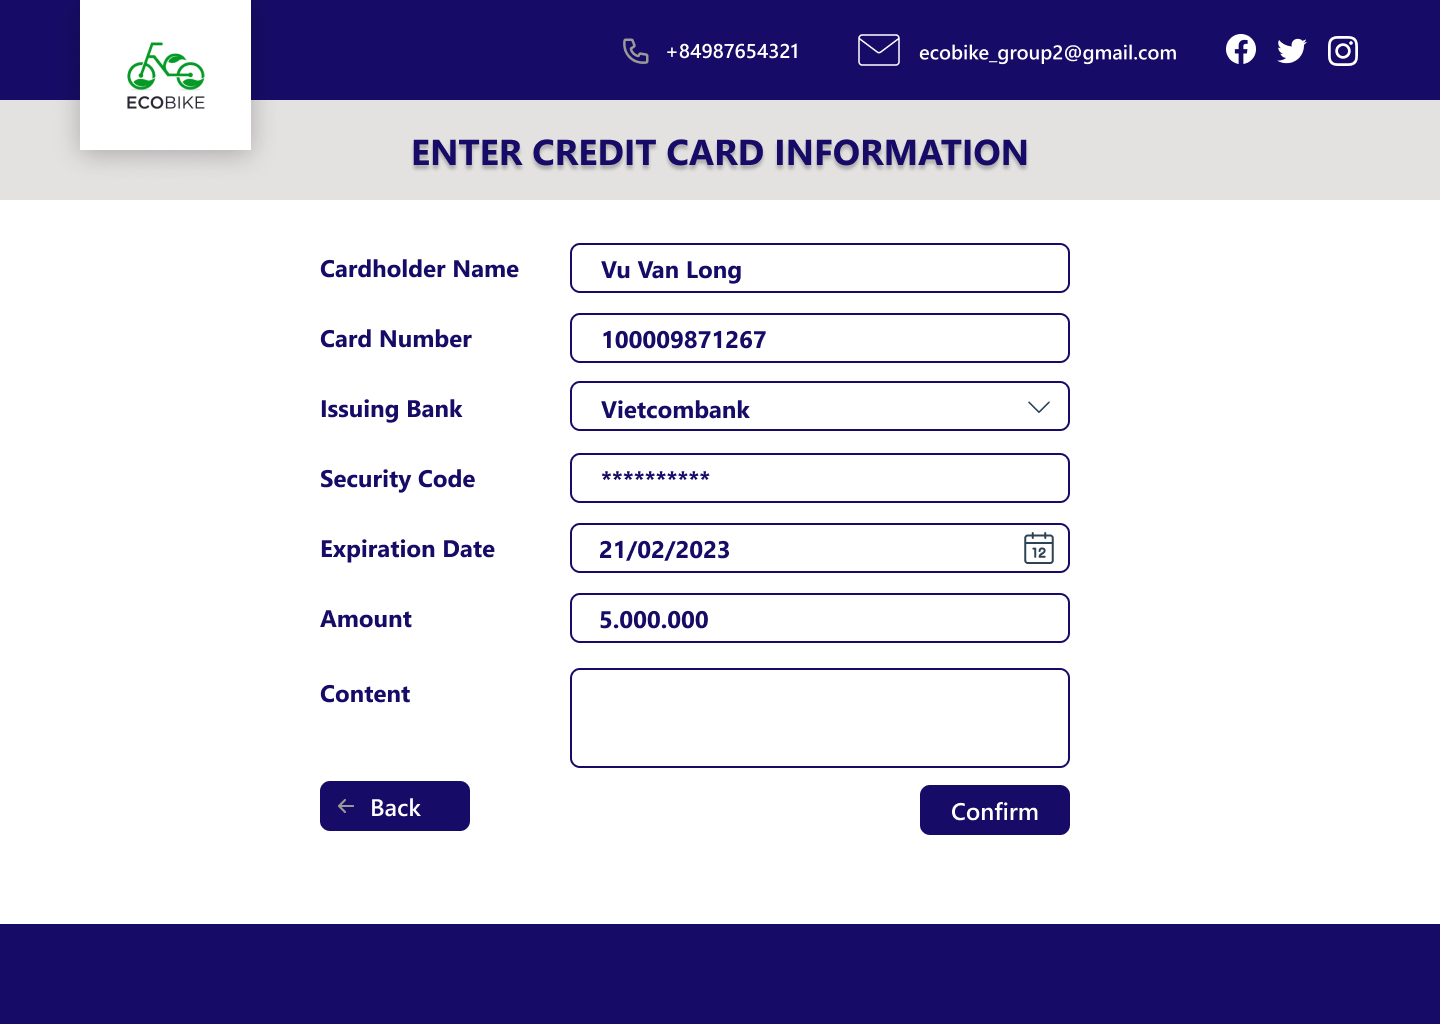 ECOBIKE
+84987654321
ecobike_group2@gmail.com
ENTER CREDIT CARD INFORMATION
Cardholder Name
Vu Van Long
Card Number
100009871267
Issuing Bank
Vietcombank
Security Code
**********
Expiration Date
21/02/2023
12
Amount
5.000.000
Content
Back
Confirm